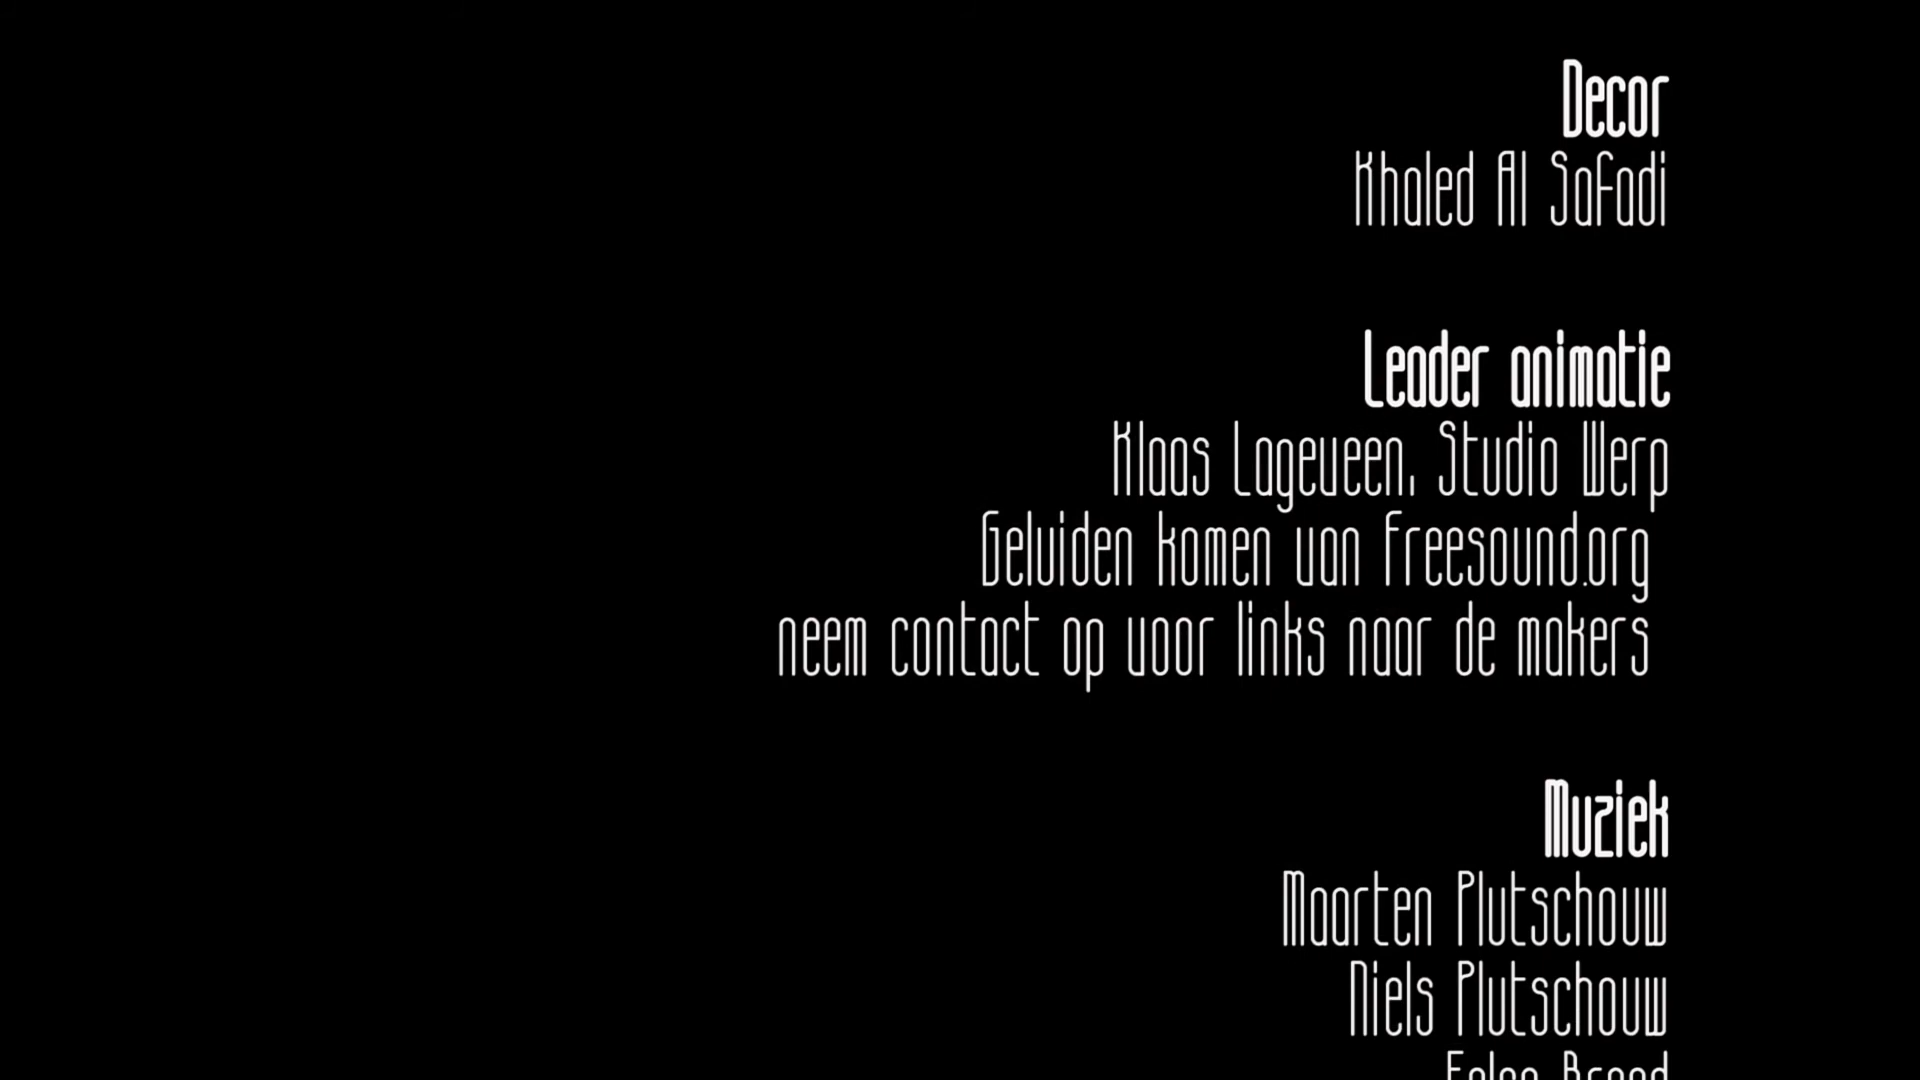 Decor
Khaled Al Safadi
Leader animatie
Klaas Lageveen, Studio Werp
Geluiden komen van freesound.org
neem contact op voor links naar de makers
Muziek
Maarten Plutschouw
Niels Plutschouw